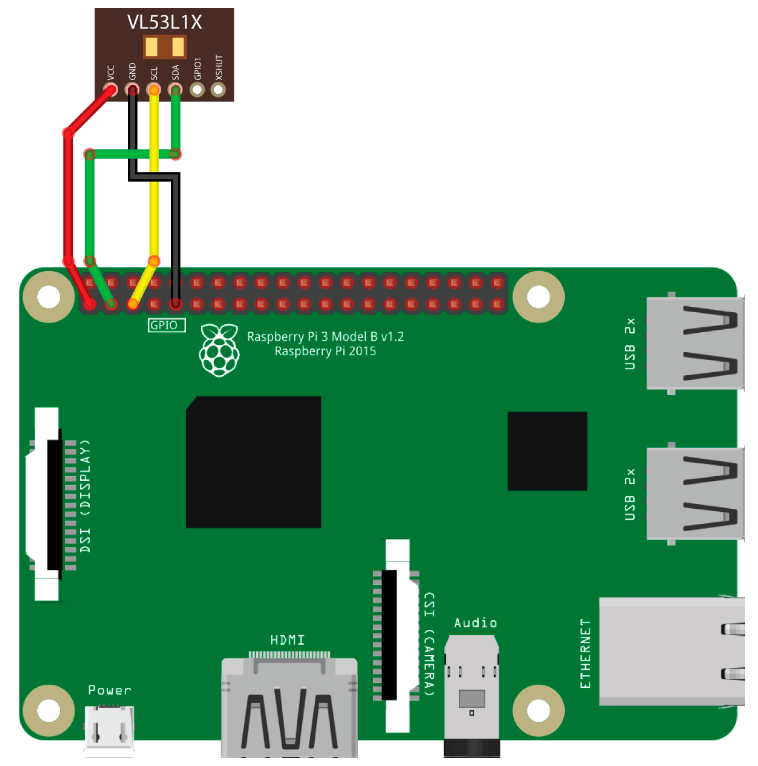 VL53L1X
VCC
GND
SCL
SDA
GPIO1
XSHUT
GPIO
Raspberry Pi 3 Model B v1.2
Raspberry Pi 2015
USB 2x
DSI (DISPLAY)
USB 2x
CSI (CAMERA)
Audio
ETHERNET
HDMI
Power